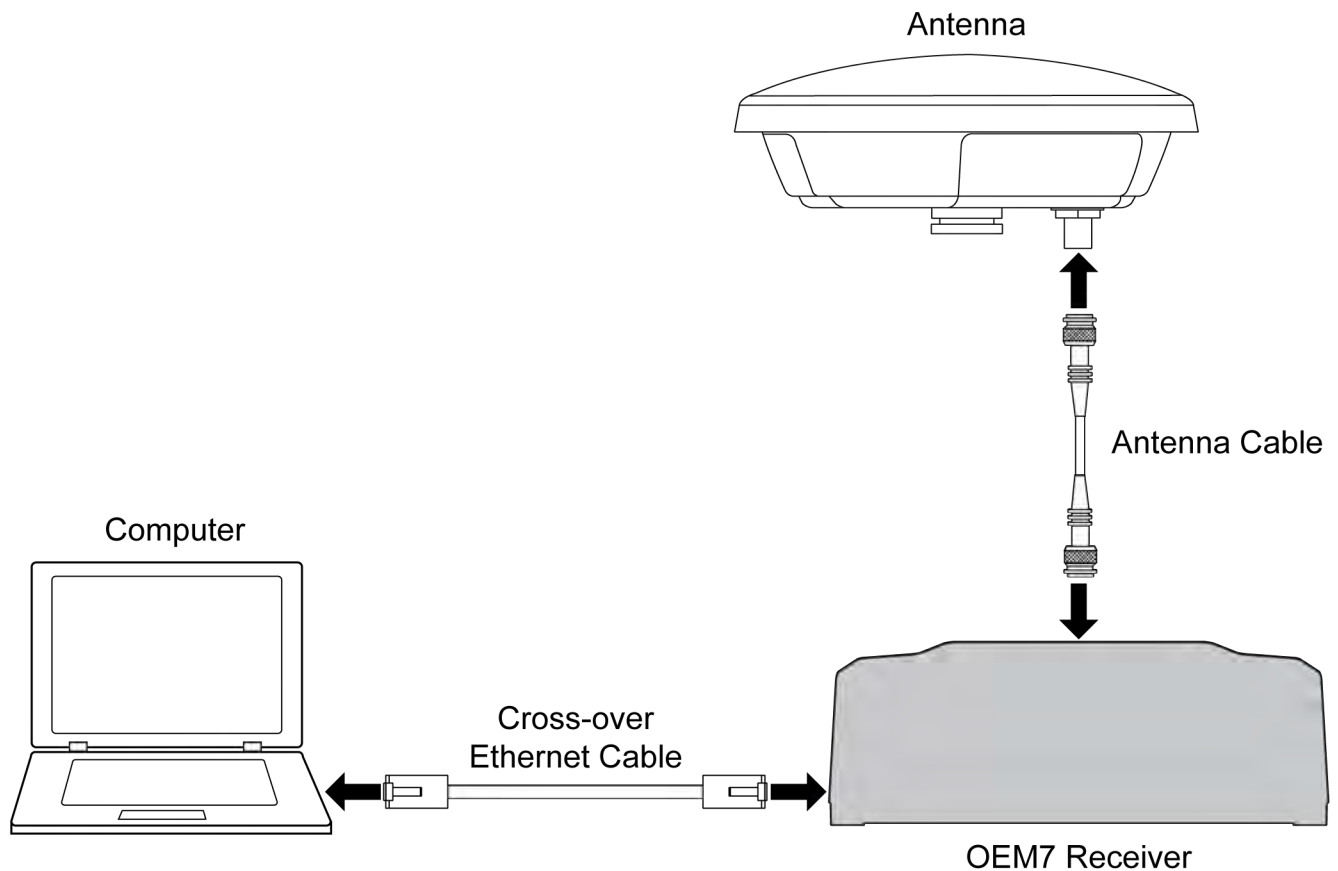 Antenna
Antenna Cable
Computer
Cross-over
Ethernet Cable
OEM7 Receiver